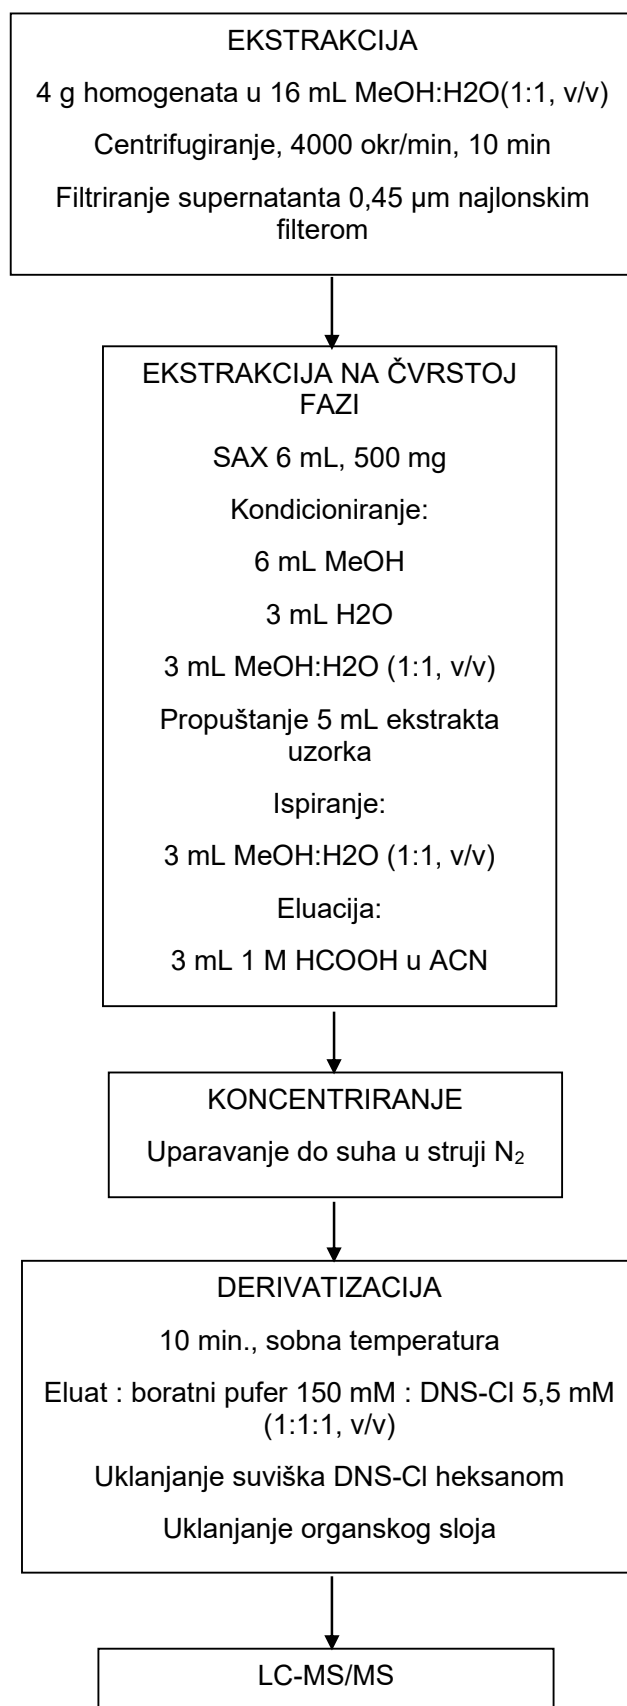 EKSTRAKCIJA
4 g homogenata u 16 mL MeOH:H2O(1:1, v/v)
Centrifugiranje, 4000 okr/min, 10 min
Filtriranje supernatanta 0,45 µm najlonskim
filterom
EKSTRAKCIJA NA ČVRSTOJ
FAZI
SAX 6 mL, 500 mg
Kondicioniranje:
6 mL MeOH
3 mL H2O
3 mL MeOH:H2O (1:1, v/v)
Propuštanje 5 mL ekstrakta
uzorka
Ispiranje:
3 mL MeOH:H2O (1:1, v/v)
Eluacija:
3 mL 1 M HCOOH u ACN
KONCENTRIRANJE
Uparavanje do suha u struji N₂
DERIVATIZACIJA
10 min., sobna temperatura
Eluat : boratni pufer 150 mM : DNS-Cl 5,5 mM
(1:1:1, v/v)
Uklanjanje suviška DNS-Cl heksanom
Uklanjanje organskog sloja
LC-MS/MS